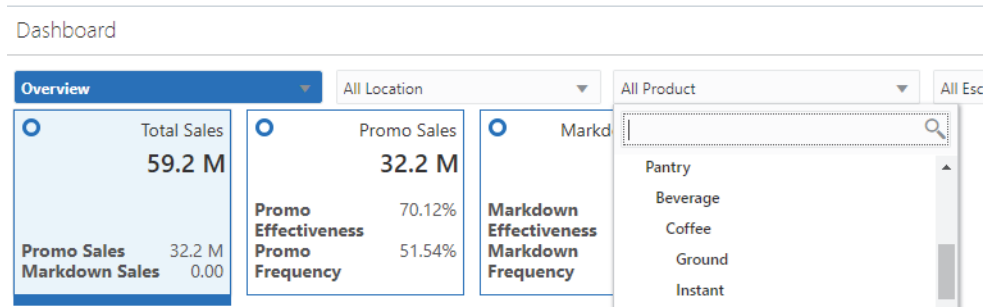 Dashboard
Overview
All Location
All Product
All Esc
Total Sales
59.2 M
Promo Sales 32.2 M
Markdown Sales 0.00
Promo Sales
32.2 M
Promo Effectiveness 70.12%
Promo Frequency 51.54%
Markd
Markdown
Effectiveness
Markdown
Frequency
Pantry
Beverage
Coffee
Ground
Instant